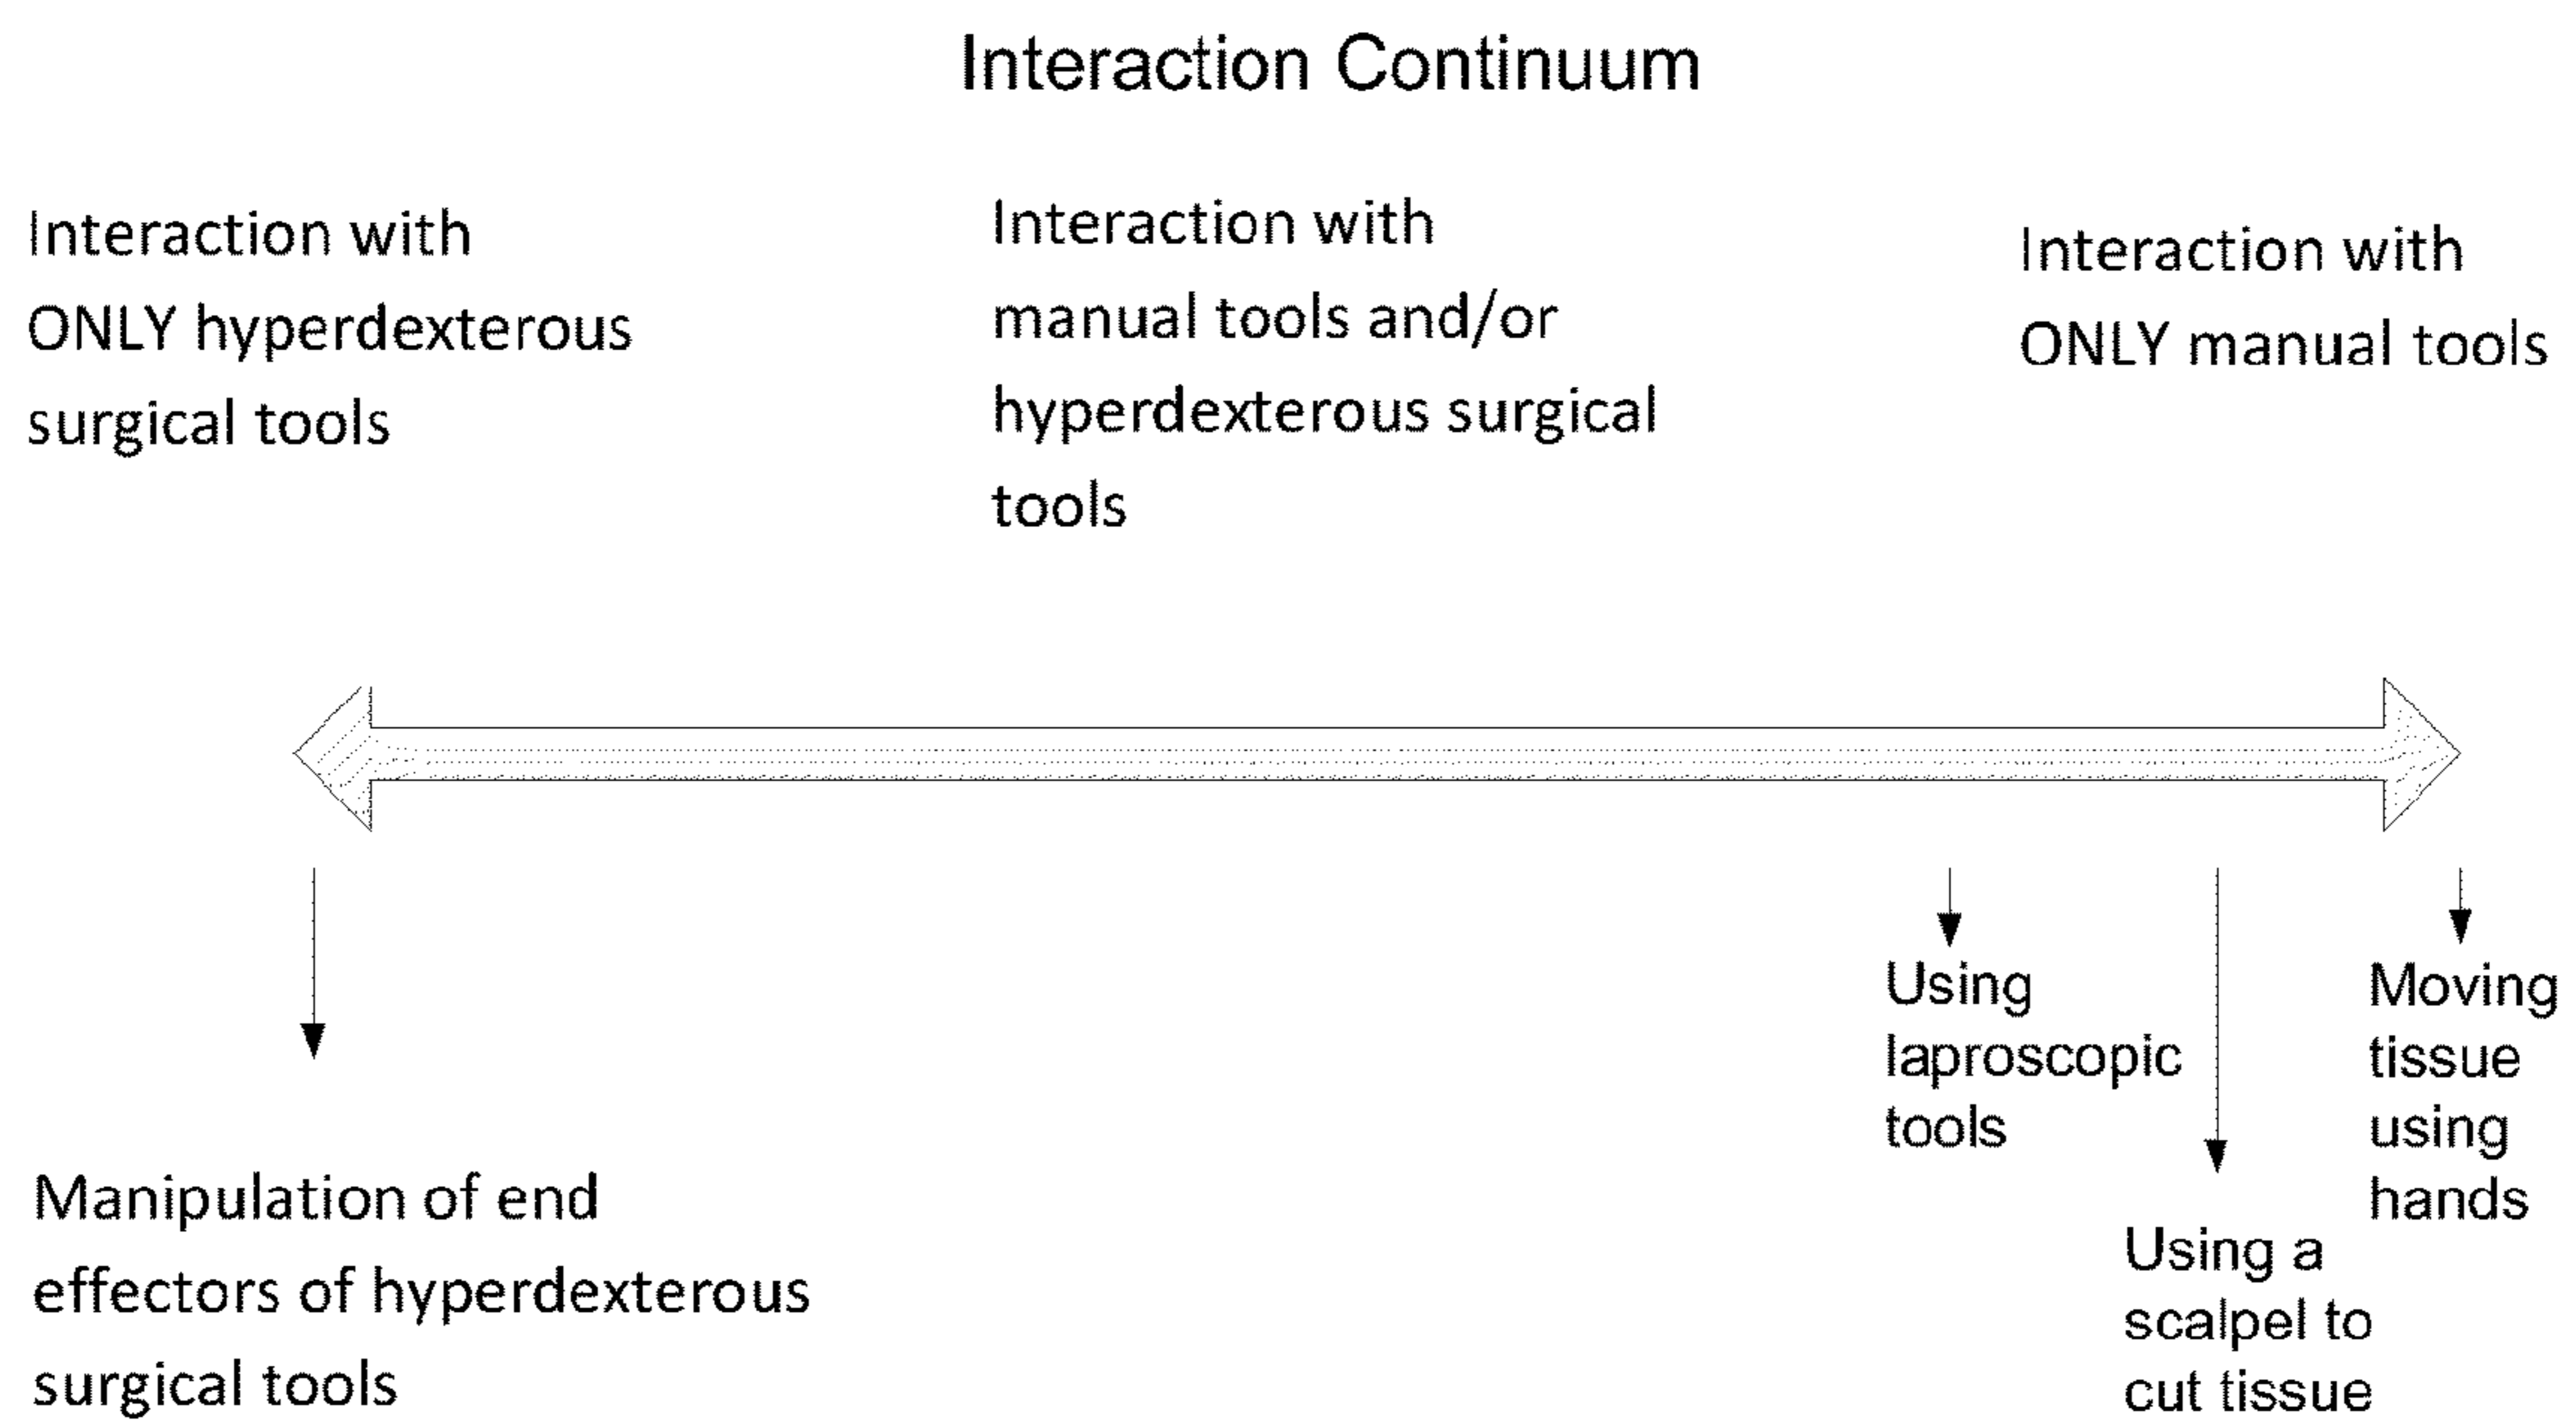 Interaction Continuum
Interaction with
ONLY hyperdexterous
surgical tools
Interaction with
manual tools and/or
hyperdexterous surgical
tools
Interaction with
ONLY manual tools
Manipulation of end
effectors of hyperdexterous
surgical tools
Using
laproscopic
tools
Using a
scalpel to
cut tissue
Moving
tissue
using
hands